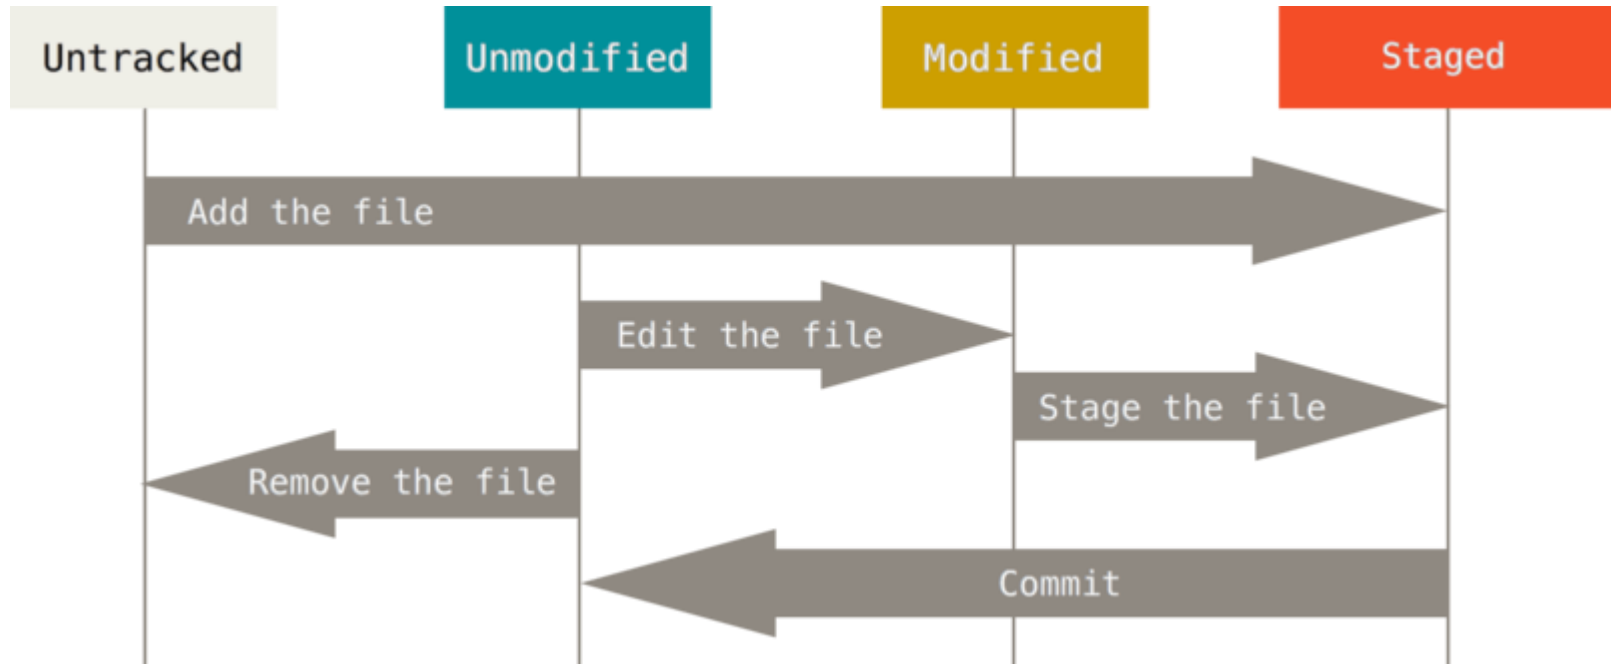 Untracked
Unmodified
Modified
Staged
Add the file
Edit the file
Stage the file
Remove the file
Commit